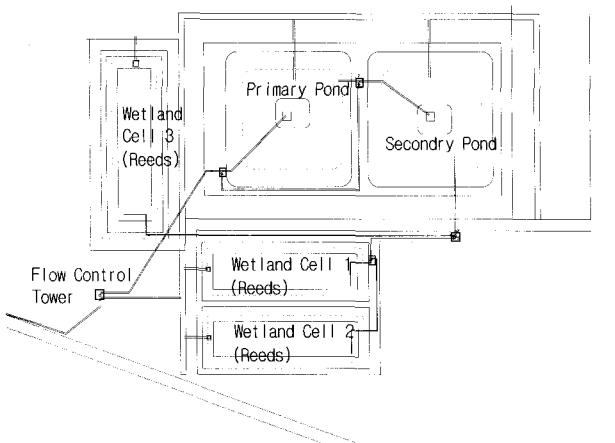 Primary Pond
Secondry Pond
Wetland
Cell 3
(Reeds)
Flow Control
Tower
Wetland Cell 1
(Reeds)
Wetland Cell 2
(Reeds)